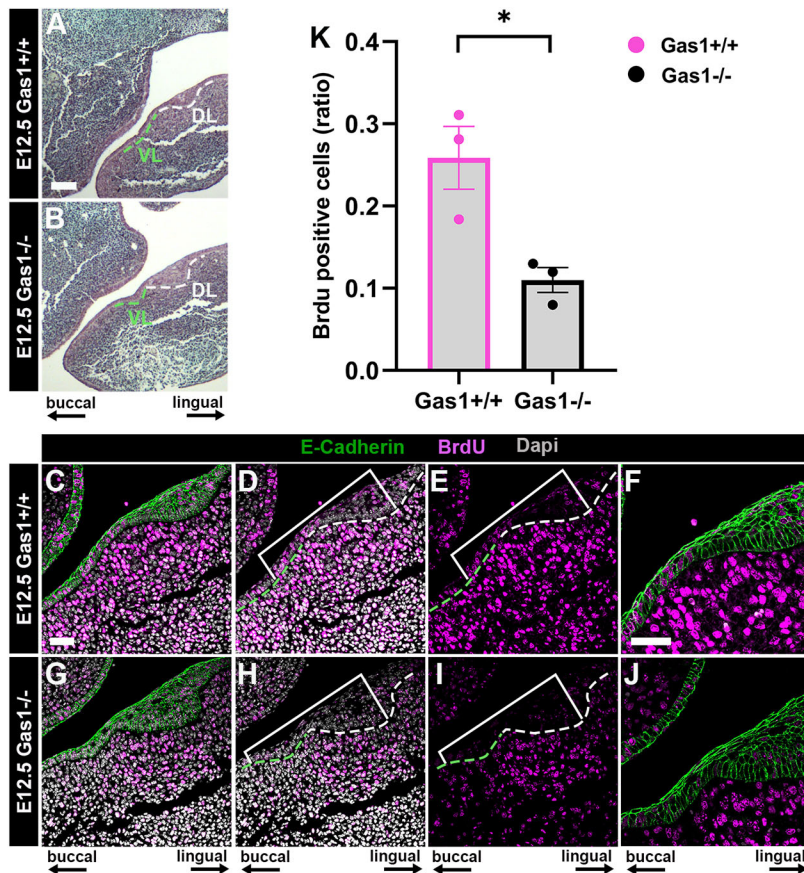 E12.5 Gas1+/+
A
DL
VL
E12.5 Gas1-/-
B
DL
VL
buccal
lingual
K
*
Brdu positive cells (ratio)
0.4
0.3
0.2
0.1
0.0
Gas1+/+
Gas1-/-
Gas1+/+
Gas1-/-
E-Cadherin BrdU Dapi
E12.5 Gas1+/+
C
D
E
F
E12.5 Gas1-/-
G
H
I
J
buccal
lingual
buccal
lingual
buccal
lingual
buccal
lingual